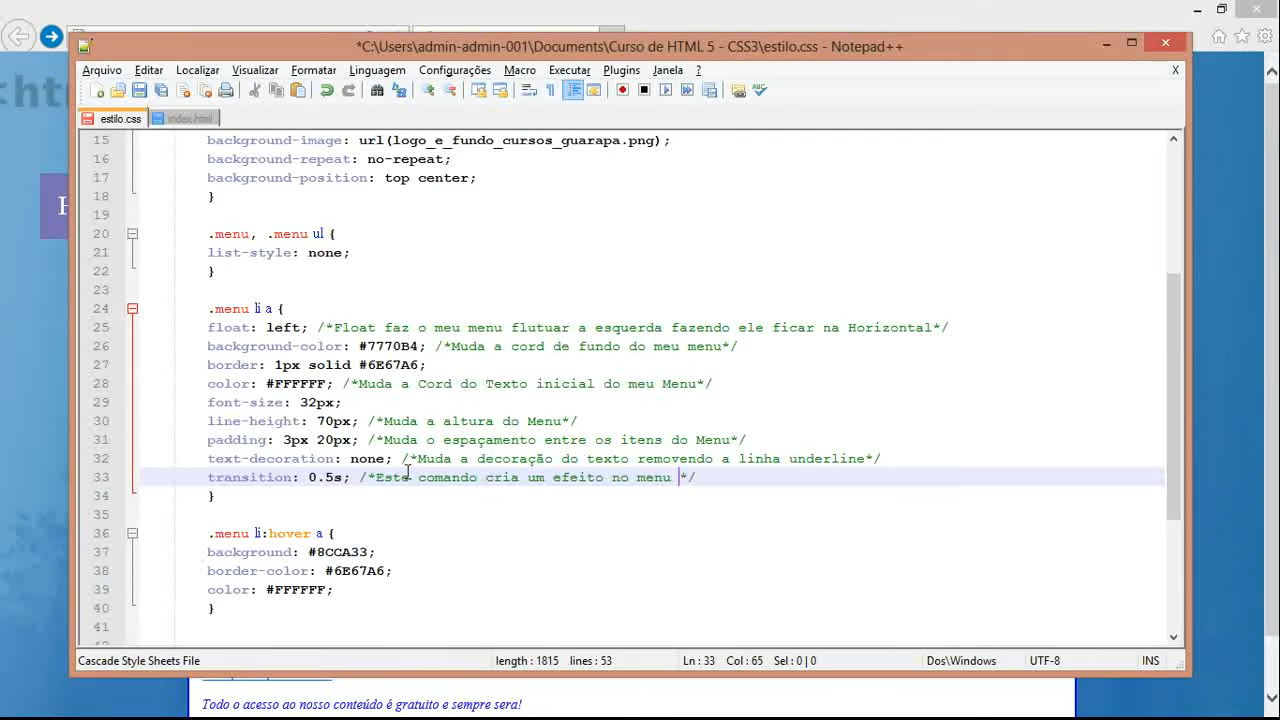 *C:\Users\admin-admin-001\Documents\Curso de HTML 5 - CSS3\estilo.css - Notepad++
Arquivo Editar Localizar Visualizar Formatar Linguagem Configurações Macro Executar Plugins Janela ? X
estilo.css index.html
15 background-image: url(logo_e_fundo_cursos_guarapa.png);
16 background-repeat: no-repeat;
17 background-position: top center;
18 }
19
20 .menu, .menu ul {
21 list-style: none;
22 }
23
24 .menu li a {
25 float: left; /*Float faz o meu menu flutuar a esquerda fazendo ele ficar na Horizontal*/
26 background-color: #7770B4; /*Muda a cord de fundo do meu menu*/
27 border: 1px solid #6E67A6;
28 color: #FFFFFF; /*Muda a Cord do Texto inicial do meu Menu*/
29 font-size: 32px;
30 line-height: 70px; /*Muda a altura do Menu*/
31 padding: 3px 20px; /*Muda o espaçamento entre os itens do Menu*/
32 text-decoration: none; /*Muda a decoração do texto removendo a linha underline*/
33 transition: 0.5s; /*Este comando cria um efeito no menu */
34 }
35
36 .menu li:hover a {
37 background: #8CCA33;
38 border-color: #6E67A6;
39 color: #FFFFFF;
40 }
41
Cascade Style Sheets File length : 1815 lines : 53 Ln : 33 Col : 65 Sel : 0 | 0 Dos\Windows UTF-8 INS
Todo o acesso ao nosso conteúdo é gratuito e sempre sera!